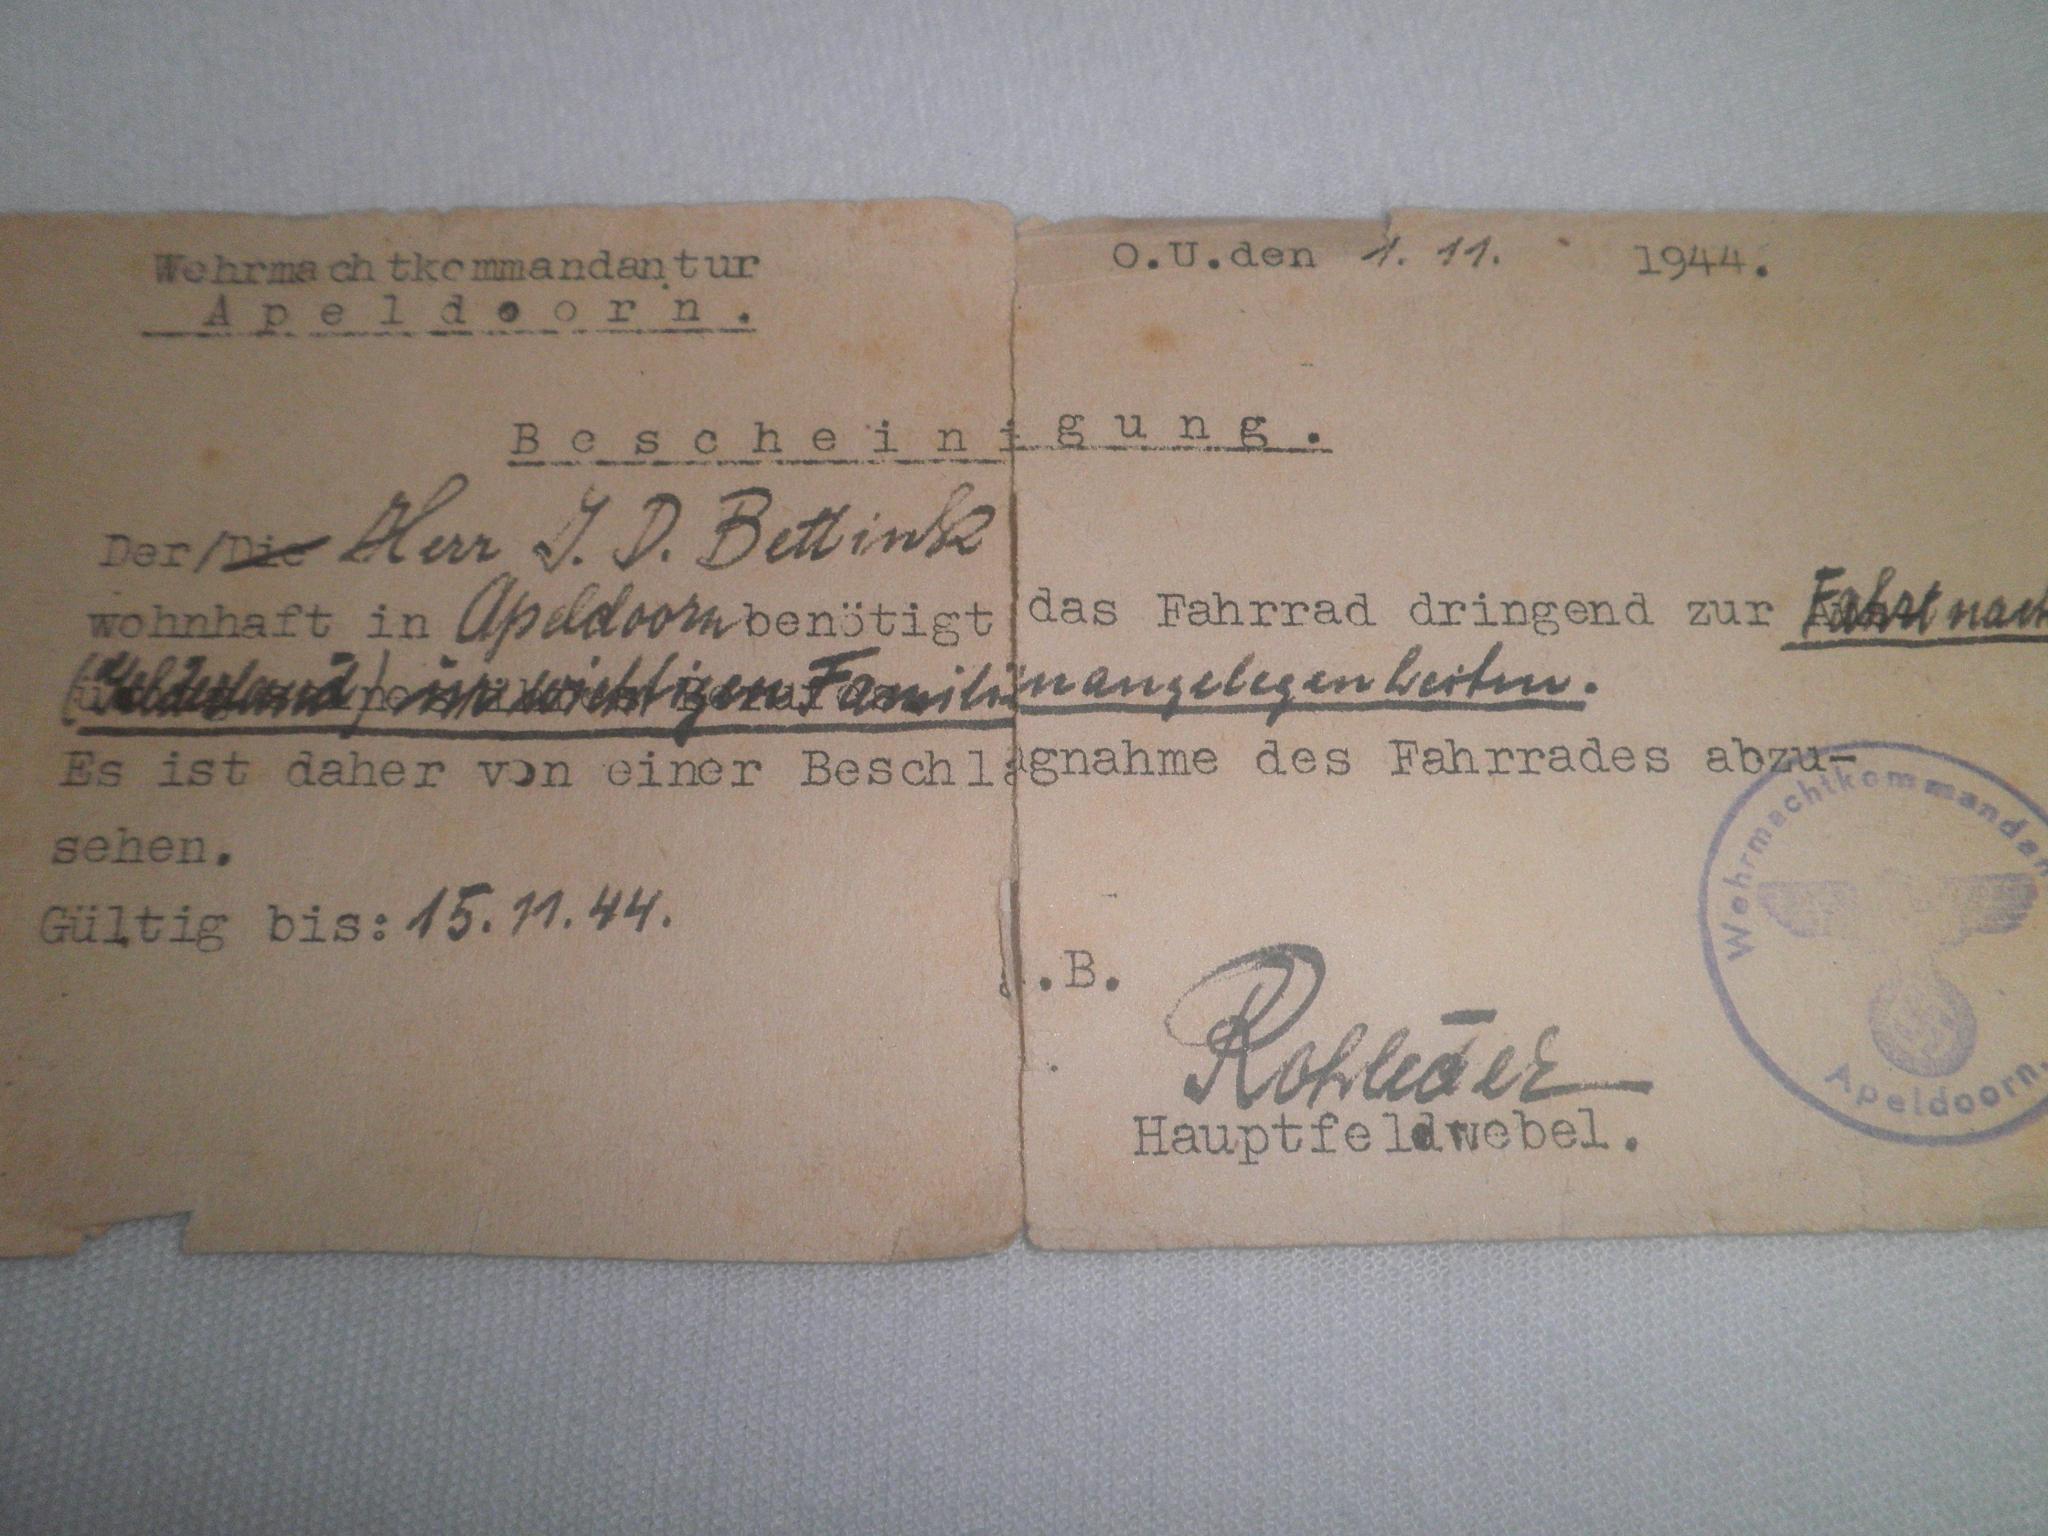 Wehrmachtkommandantur
Apeldoorn.
O.U.den 1. 11. 1944.
Bescheinigung.
Der/Die Herr J. D. Bettink
wohnhaft in Apeldoorn benötigt das Fahrrad dringend zur Fahrt nach
(Gelderland) in wichtigen Familienangelegenheiten.
Es ist daher von einer Beschlagnahme des Fahrrades abzu-
sehen.
Gültig bis: 15. 11. 44.
.B.
Rohleder
Hauptfeldwebel.
Wehrmachtkommandan
Apeldoorn.